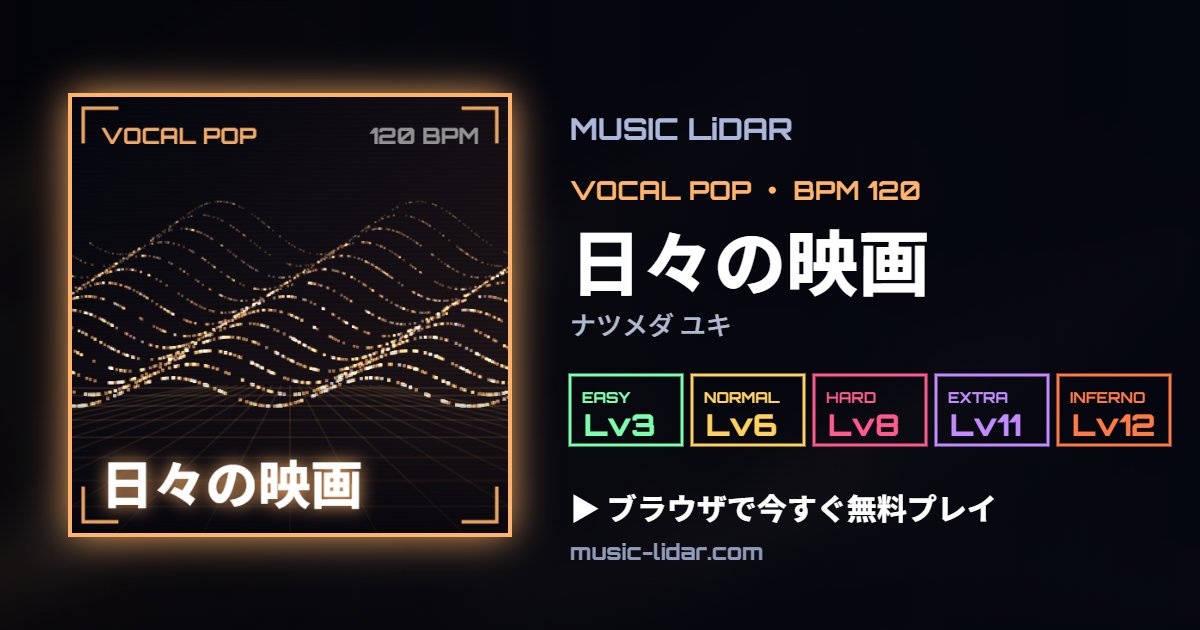 VOCAL POP 120 BPM
日々の映画
MUSIC LiDAR
VOCAL POP • BPM 120
日々の映画
ナツメダ ユキ
EASY NORMAL HARD EXTRA INFERNO
Lv3 Lv6 Lv8 Lv11 Lv12
▶ ブラウザで今すぐ無料プレイ
music-lidar.com